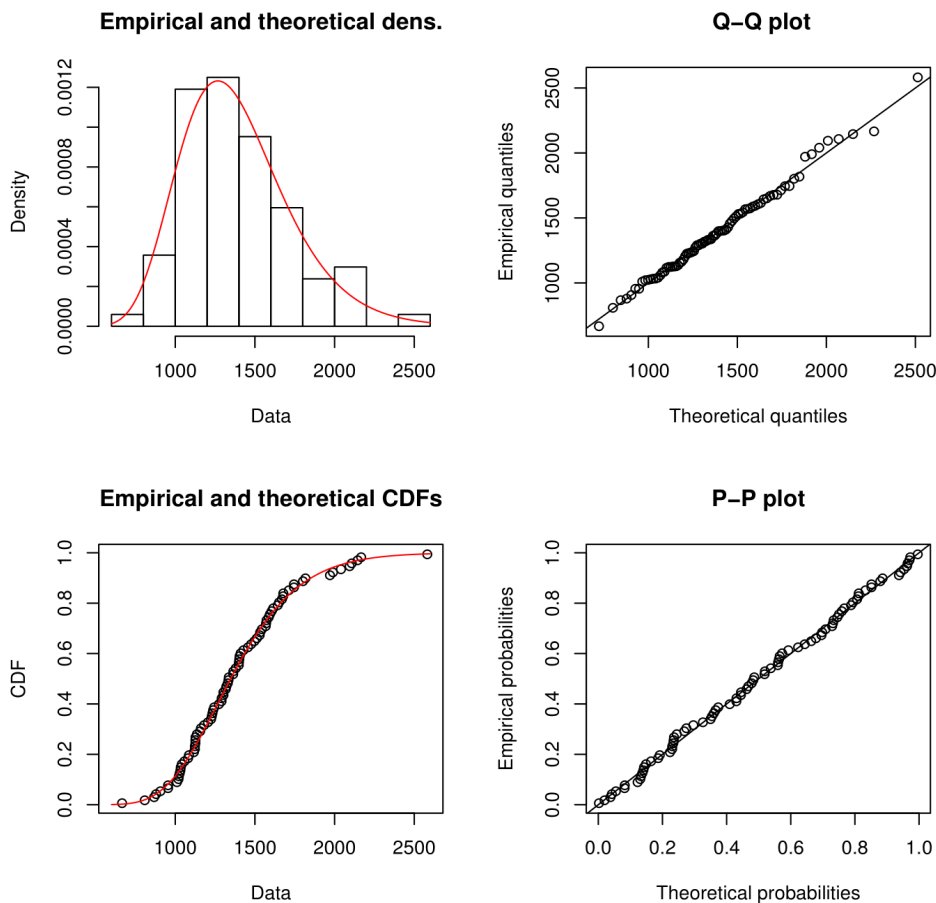 Empirical and theoretical dens.
Density
0.0000 0.0004 0.0008 0.0012
1000 1500 2000 2500
Data
Q−Q plot
Empirical quantiles
1000 1500 2000 2500
1000 1500 2000 2500
Theoretical quantiles
Empirical and theoretical CDFs
CDF
0.0 0.2 0.4 0.6 0.8 1.0
1000 1500 2000 2500
Data
P−P plot
Empirical probabilities
0.0 0.2 0.4 0.6 0.8 1.0
0.0 0.2 0.4 0.6 0.8 1.0
Theoretical probabilities